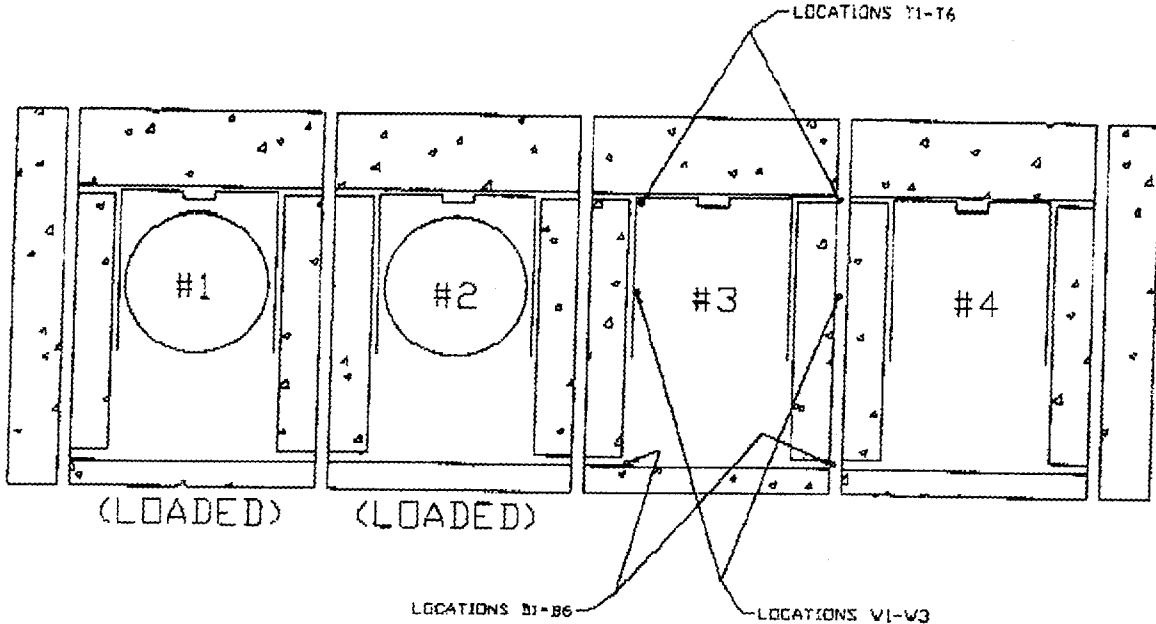 LOCATIONS T1-T6
#1
#2
#3
#4
(LOADED)
(LOADED)
LOCATIONS B1-B6
LOCATIONS W1-W3